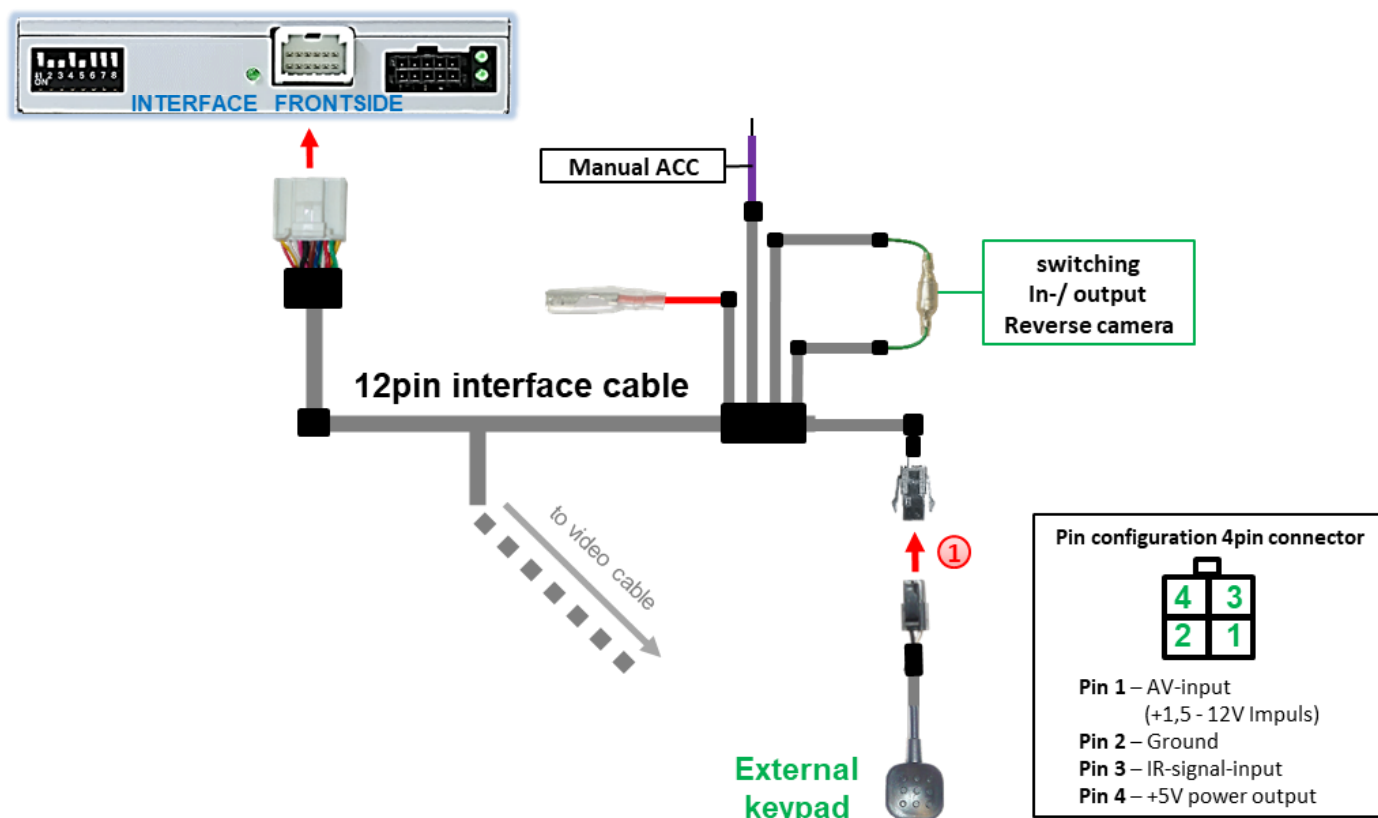 1 2 3 4 5 6 7 8
ON
INTERFACE FRONTSIDE
Manual ACC
switching
In-/ output
Reverse camera
12pin interface cable
to video cable
1
Pin configuration 4pin connector
4 3
2 1
Pin 1 – AV-input
(+1,5 - 12V Impuls)
Pin 2 – Ground
Pin 3 – IR-signal-input
Pin 4 – +5V power output
External
keypad